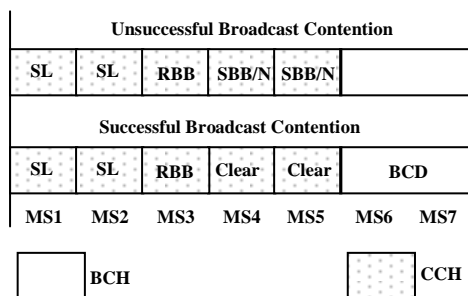 Unsuccessful Broadcast Contention
SL SL RBB SBB/N SBB/N
Successful Broadcast Contention
SL SL RBB Clear Clear BCD
MS1 MS2 MS3 MS4 MS5 MS6 MS7
BCH CCH